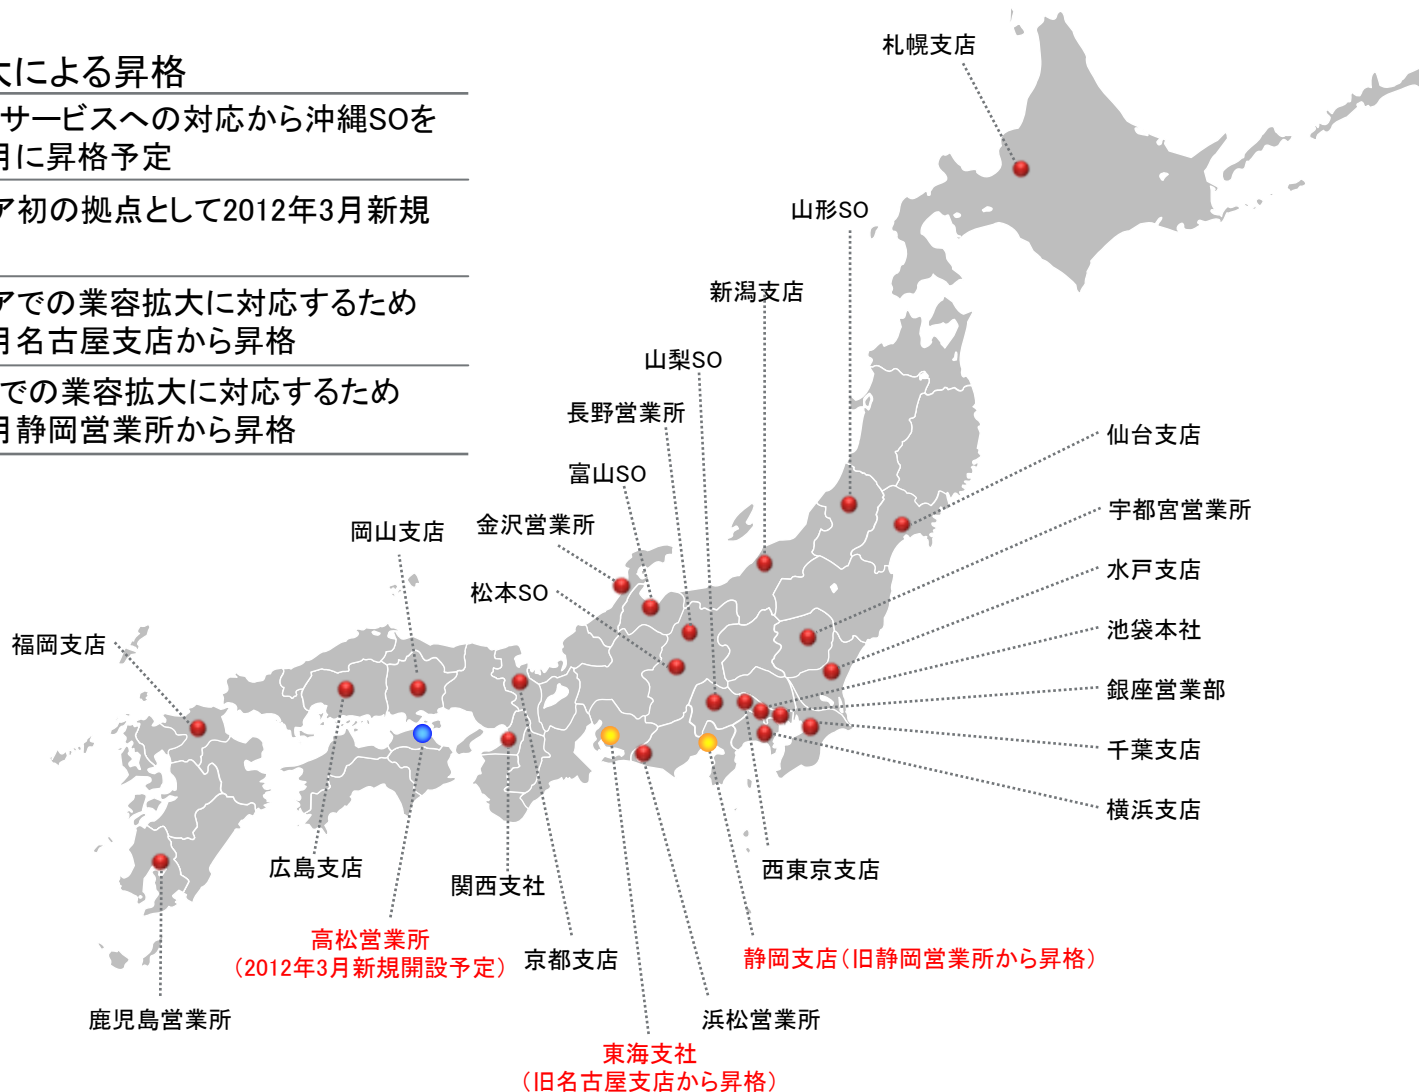 大による昇格
サービスへの対応から沖縄SOを
月に昇格予定
ア初の拠点として2012年3月新規
アでの業容拡大に対応するため
月名古屋支店から昇格
での業容拡大に対応するため
月静岡営業所から昇格
札幌支店
山形SO
新潟支店
山梨SO
長野営業所
富山SO
金沢営業所
岡山支店
松本SO
福岡支店
仙台支店
宇都宮営業所
水戸支店
池袋本社
銀座営業部
千葉支店
横浜支店
西東京支店
広島支店
関西支社
高松営業所
（2012年3月新規開設予定）
京都支店
静岡支店（旧静岡営業所から昇格）
鹿児島営業所
浜松営業所
東海支社
（旧名古屋支店から昇格）